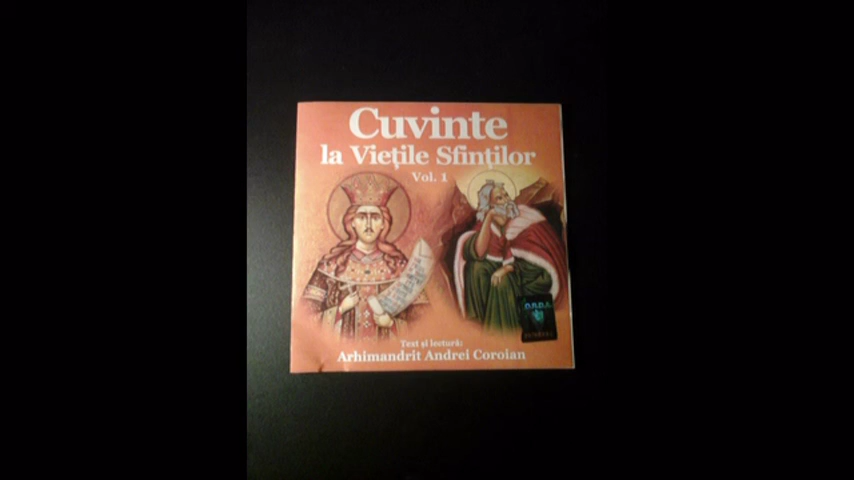 Cuvinte
la Viețile Sfinților
Vol. 1
O.R.D.A.
Text și lectură:
Arhimandrit Andrei Coroian